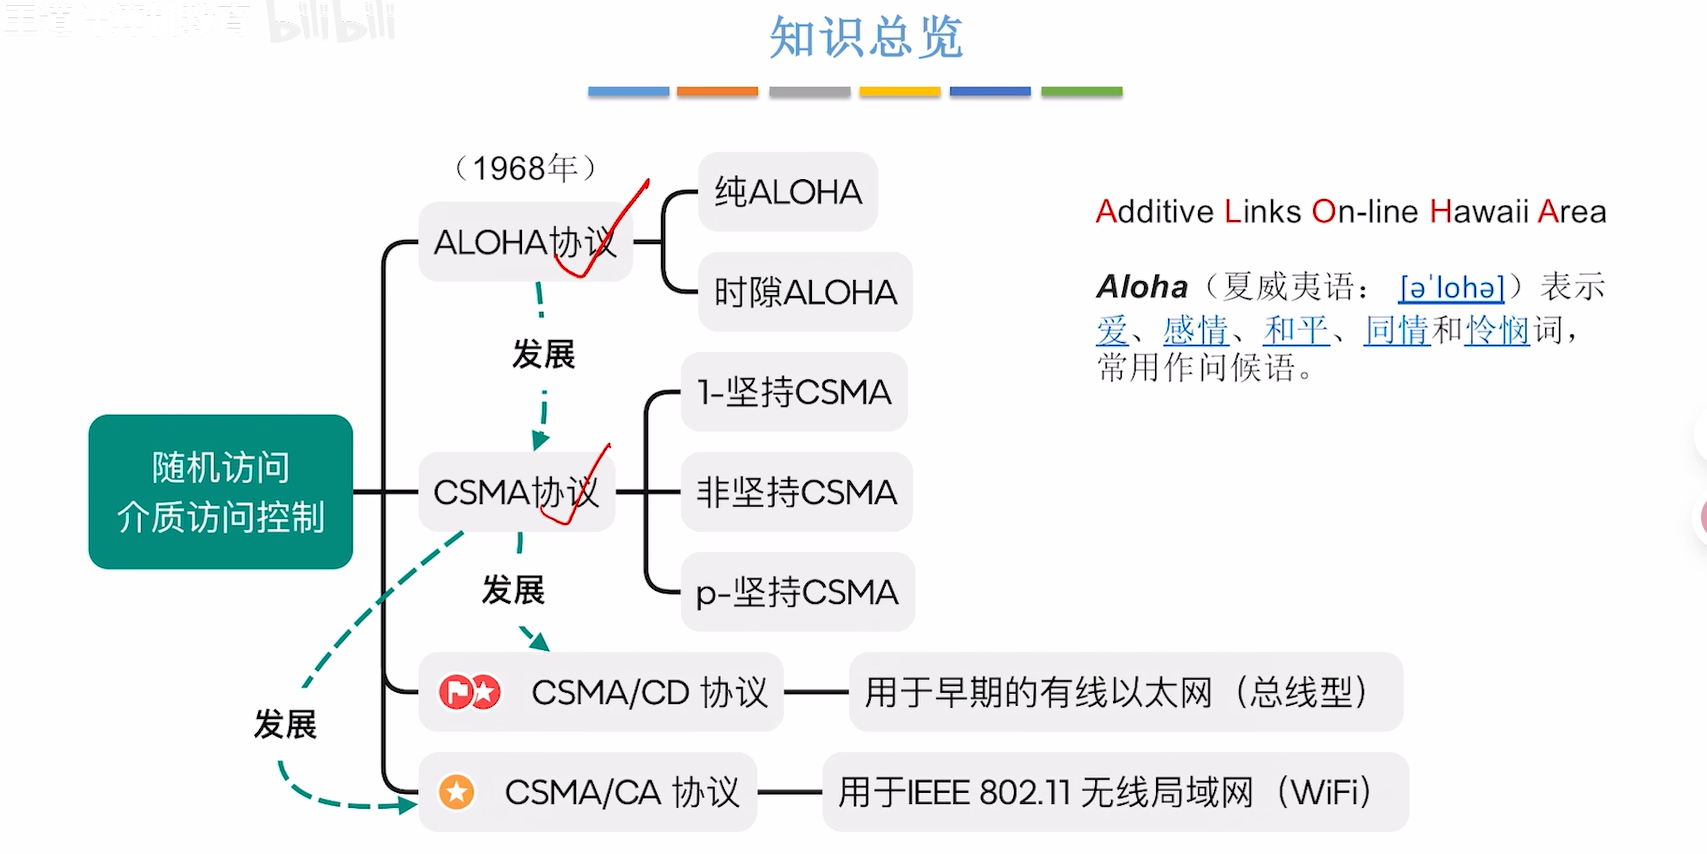 bilibili
知识总览
（1968年）
ALOHA协议
纯ALOHA
时隙ALOHA
发展
CSMA协议
1-坚持CSMA
非坚持CSMA
p-坚持CSMA
随机访问
介质访问控制
发展
发展
CSMA/CD 协议
用于早期的有线以太网（总线型）
CSMA/CA 协议
用于IEEE 802.11 无线局域网（WiFi）
Additive Links On-line Hawaii Area
Aloha（夏威夷语： [əˈlohə]）表示
爱、感情、和平、同情和怜悯词，
常用作问候语。